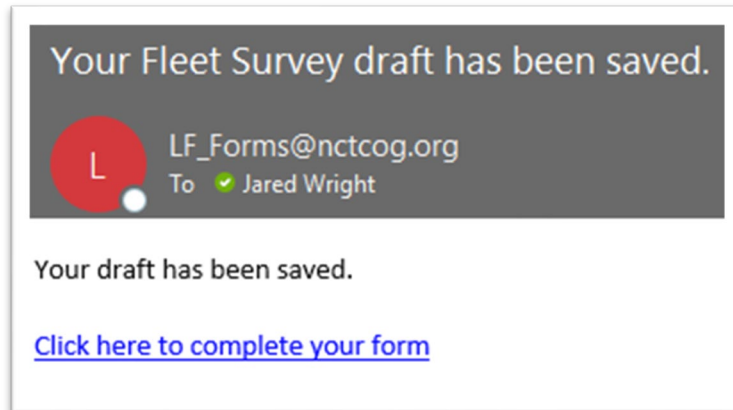 Your Fleet Survey draft has been saved.
L
LF_Forms@nctcog.org
To Jared Wright
Your draft has been saved.
Click here to complete your form